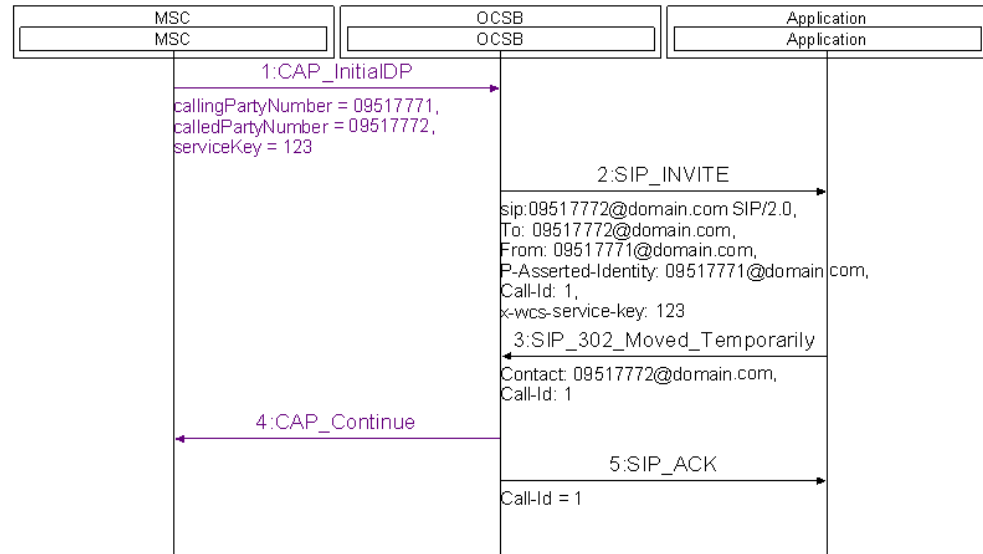 MSC
OCSB
Application
MSC
OCSB
Application
1:CAP_InitialDP
callingPartyNumber = 09517771,
calledPartyNumber = 09517772,
serviceKey = 123
2:SIP_INVITE
sip:09517772@domain.com SIP/2.0,
To: 09517772@domain.com,
From: 09517771@domain.com,
P-Asserted-Identity: 09517771@domain.com,
Call-Id: 1,
x-wcs-service-key: 123
3:SIP_302_Moved_Temporarily
Contact: 09517772@domain.com,
Call-Id: 1
4:CAP_Continue
5:SIP_ACK
Call-Id = 1